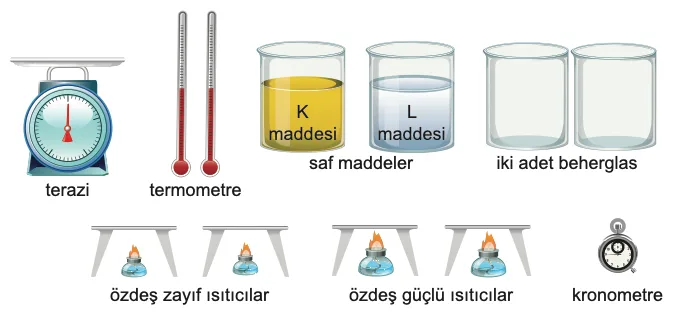 K
maddesi
L
maddesi
terazi
termometre
saf maddeler
iki adet beherglas
özdeş zayıf ısıtıcılar
özdeş güçlü ısıtıcılar
kronometre